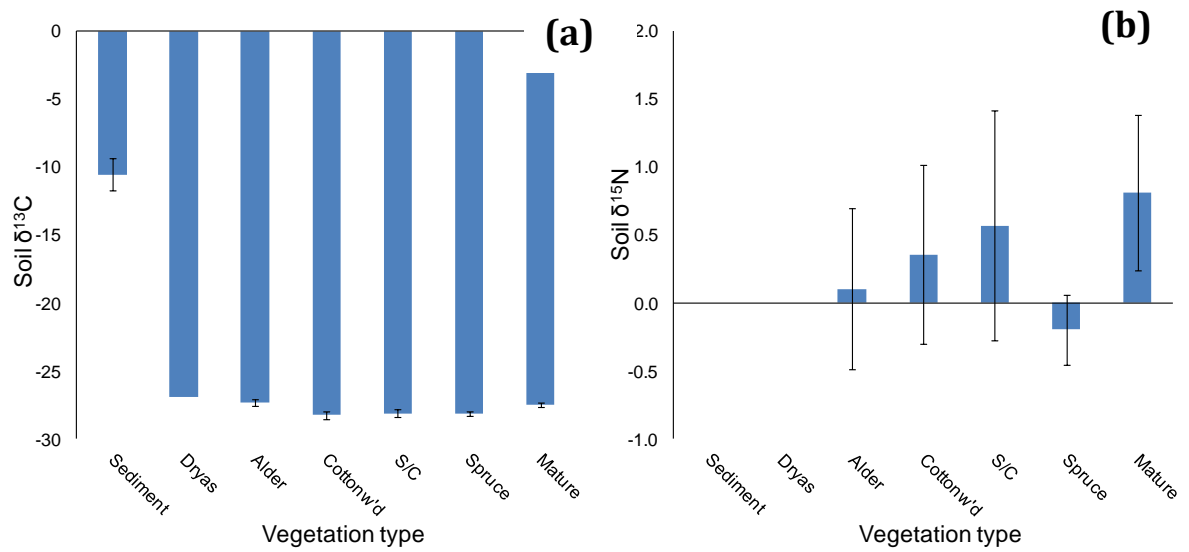 (a)
0
-5
-10
-15
-20
-25
-30
Soil δ¹³C
Sediment
Dryas
Alder
Cottonw'd
S/C
Spruce
Mature
Vegetation type
(b)
2.0
1.5
1.0
0.5
0.0
-0.5
-1.0
Soil δ¹⁵N
Sediment
Dryas
Alder
Cottonw'd
S/C
Spruce
Mature
Vegetation type